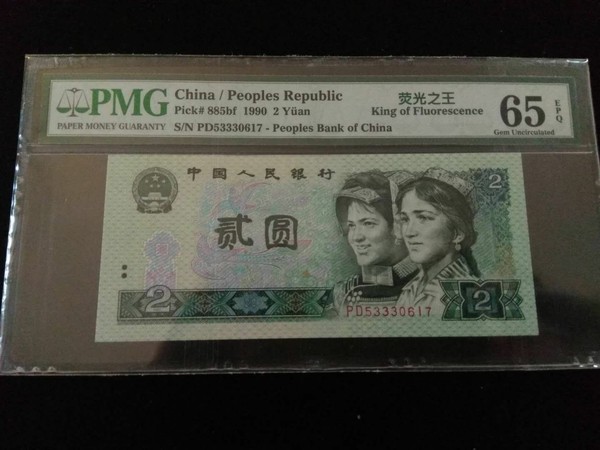 PMG
PAPER MONEY GUARANTY
China / Peoples Republic
Pick# 885bf 1990 2 Yüan
S/N PD53330617 - Peoples Bank of China
荧光之王
King of Fluorescence
65 EPQ
Gem Uncirculated
中国人民银行
2
贰圆
2
2
PD53330617